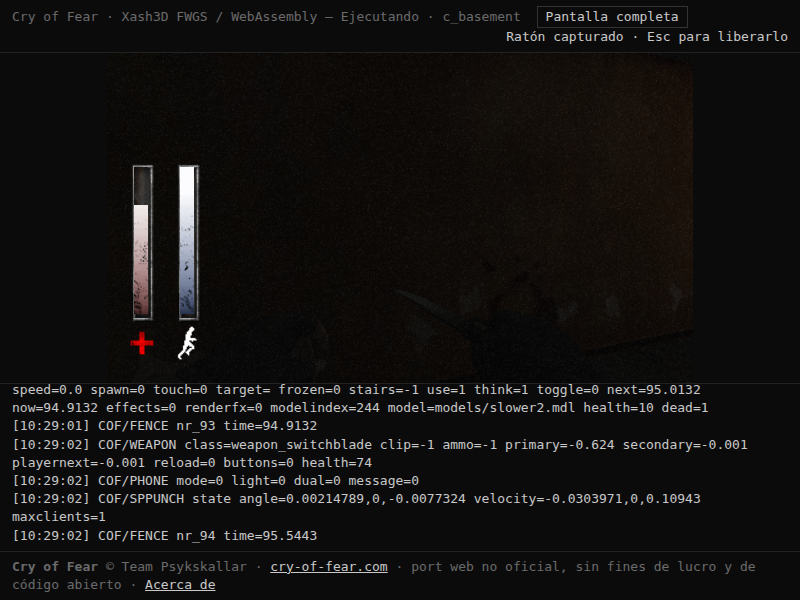 Cry of Fear · Xash3D FWGS / WebAssembly — Ejecutando · c_basement
Pantalla completa
Ratón capturado · Esc para liberarlo
speed=0.0 spawn=0 touch=0 target= frozen=0 stairs=-1 use=1 think=1 toggle=0 next=95.0132
now=94.9132 effects=0 renderfx=0 modelindex=244 model=models/slower2.mdl health=10 dead=1
[10:29:01] COF/FENCE nr_93 time=94.9132
[10:29:02] COF/WEAPON class=weapon_switchblade clip=-1 ammo=-1 primary=-0.624 secondary=-0.001
playernext=-0.001 reload=0 buttons=0 health=74
[10:29:02] COF/PHONE mode=0 light=0 dual=0 message=0
[10:29:02] COF/SPPUNCH state angle=0.00214789,0,-0.0077324 velocity=-0.0303971,0,0.10943
maxclients=1
[10:29:02] COF/FENCE nr_94 time=95.5443
Cry of Fear © Team Psykskallar · cry-of-fear.com · port web no oficial, sin fines de lucro y de
código abierto · Acerca de